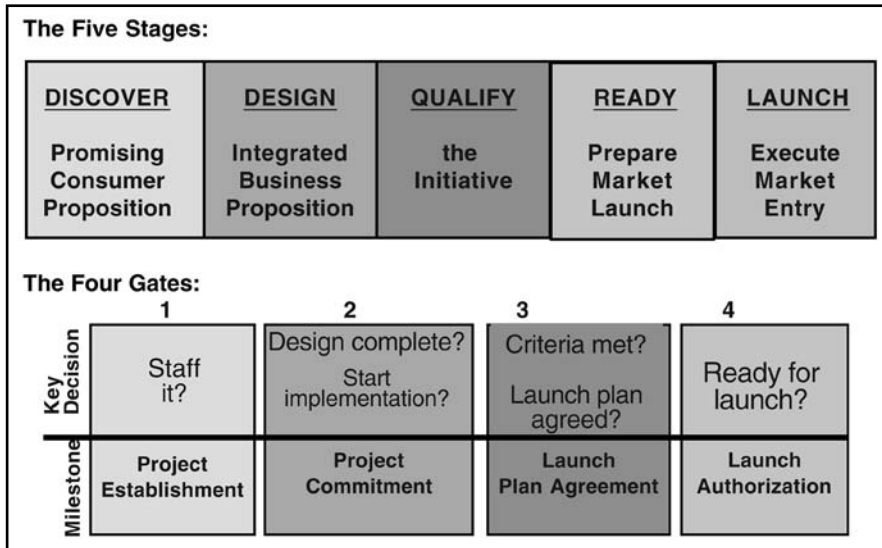 The Five Stages:
DISCOVER
Promising
Consumer
Proposition
DESIGN
Integrated
Business
Proposition
QUALIFY
the
Initiative
READY
Prepare
Market
Launch
LAUNCH
Execute
Market
Entry
The Four Gates:
1
2
3
4
Key
Decision
Staff
it?
Design complete?
Start
implementation?
Criteria met?
Launch plan
agreed?
Ready for
launch?
Milestone
Project
Establishment
Project
Commitment
Launch
Plan Agreement
Launch
Authorization